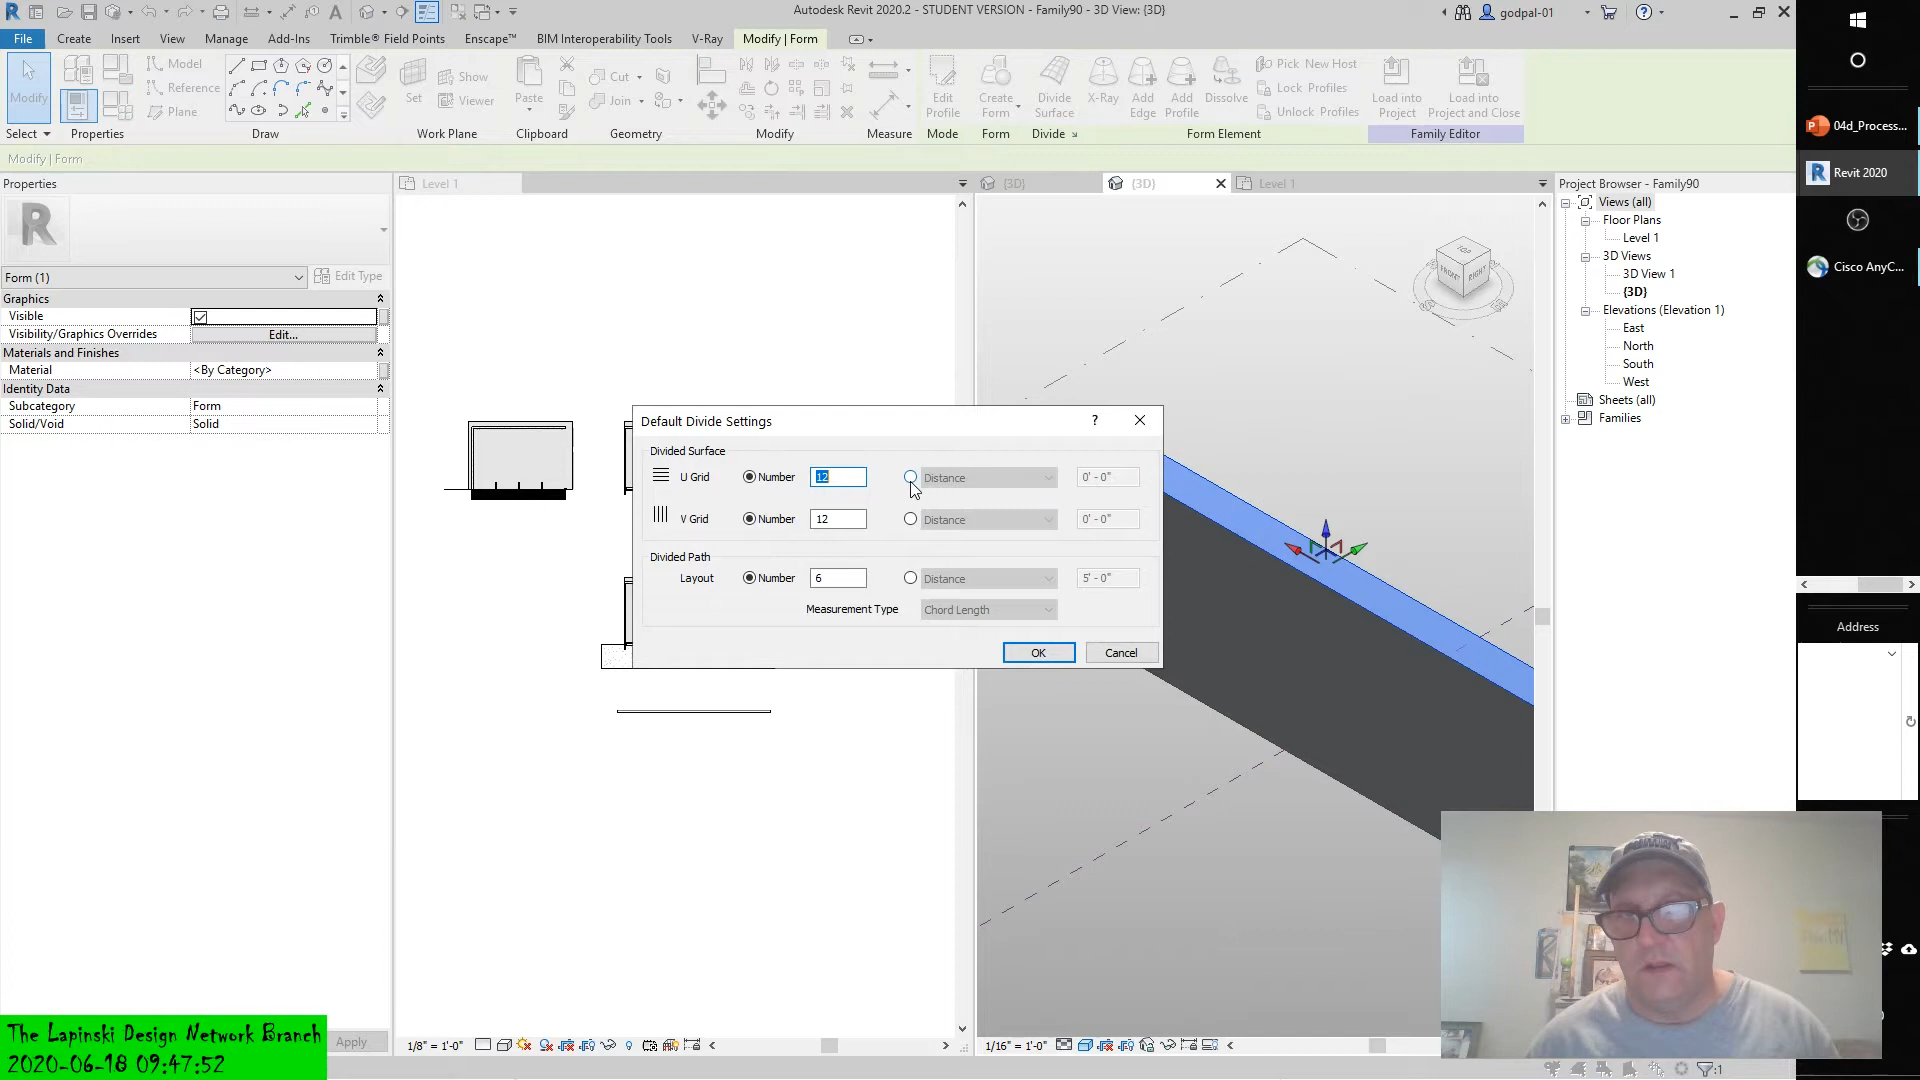 Autodesk Revit 2020.2 - STUDENT VERSION - Family90 - 3D View: {3D}
godpal-01
File Create Insert View Manage Add-Ins Trimble® Field Points Enscape™ BIM Interoperability Tools V-Ray Modify | Form
Modify
Model
Reference
Plane
Set
Show
Viewer
Paste
Cut
Join
Edit
Profile
Create
Form
Divide
Surface
X-Ray
Add
Edge
Add
Profile
Dissolve
Pick New Host
Lock Profiles
Unlock Profiles
Load into
Project
Load into
Project and Close
Select Properties Draw Work Plane Clipboard Geometry Modify Measure Mode Form Divide Form Element Family Editor
Modify | Form
Properties
R
Form (1)
Edit Type
Graphics
Visible
Visibility/Graphics Overrides Edit...
Materials and Finishes
Material <By Category>
Identity Data
Subcategory Form
Solid/Void Solid
Apply
Level 1
{3D}
{3D}
Level 1
TOP
FRONT
RIGHT
Default Divide Settings
?
Divided Surface
U Grid Number 12 Distance 0' - 0"
V Grid Number 12 Distance 0' - 0"
Divided Path
Layout Number 6 Distance 5' - 0"
Measurement Type Chord Length
OK Cancel
1/8" = 1'-0"
1/16" = 1'-0"
Project Browser - Family90
Views (all)
Floor Plans
Level 1
3D Views
3D View 1
{3D}
Elevations (Elevation 1)
East
North
South
West
Sheets (all)
Families
:1
04d_Process...
Revit 2020
Cisco AnyC...
Address
The Lapinski Design Network Branch
2020-06-18 09:47:52